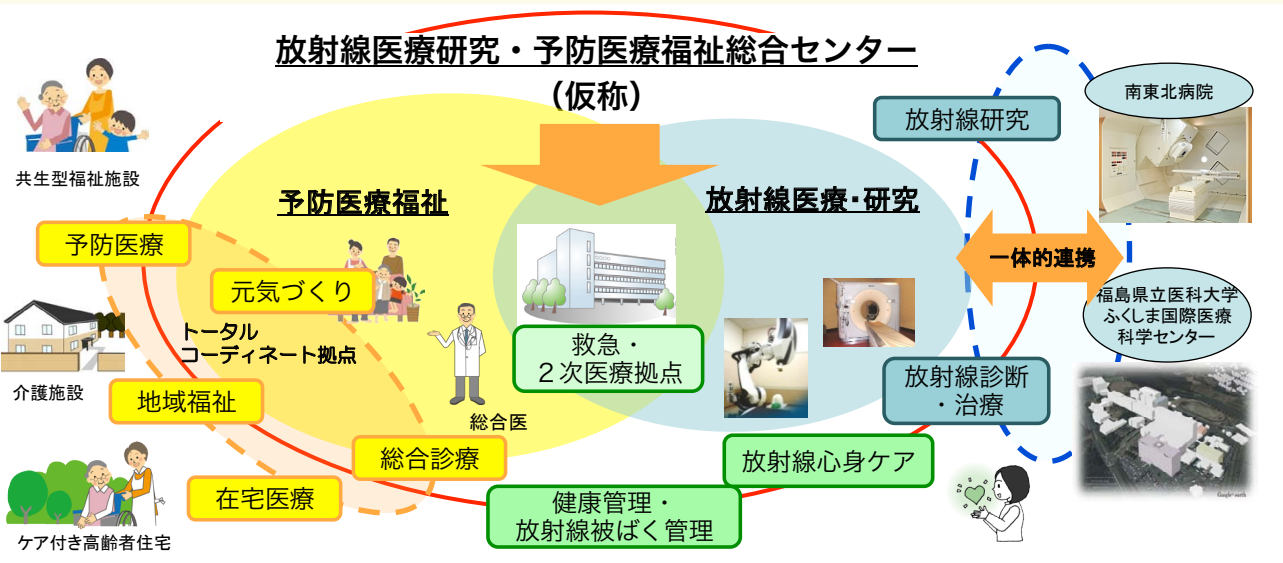 放射線医療研究・予防医療福祉総合センター
（仮称）
共生型福祉施設
予防医療福祉
放射線医療・研究
放射線研究
南東北病院
予防医療
元気づくり
トータル
コーディネート拠点
一体的連携
介護施設
地域福祉
総合医
救急・
２次医療拠点
放射線診断
・治療
福島県立医科大学
ふくしま国際医療
科学センター
総合診療
在宅医療
放射線心身ケア
健康管理・
放射線被ばく管理
ケア付き高齢者住宅
Google earth